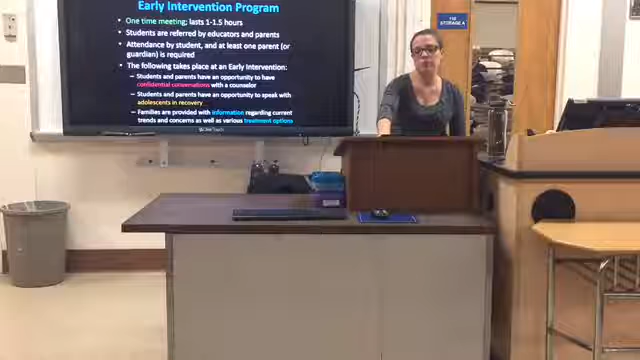 Early Intervention Program
• One time meeting; lasts 1-1.5 hours
• Students are referred by educators and parents
• Attendance by student, and at least one parent (or
guardian) is required
• The following takes place at an Early Intervention:
– Students and parents have an opportunity to have
confidential conversations with a counselor
– Students and parents have an opportunity to speak with
adolescents in recovery
– Families are provided with information regarding current
trends and concerns as well as various treatment options
STORAGE A